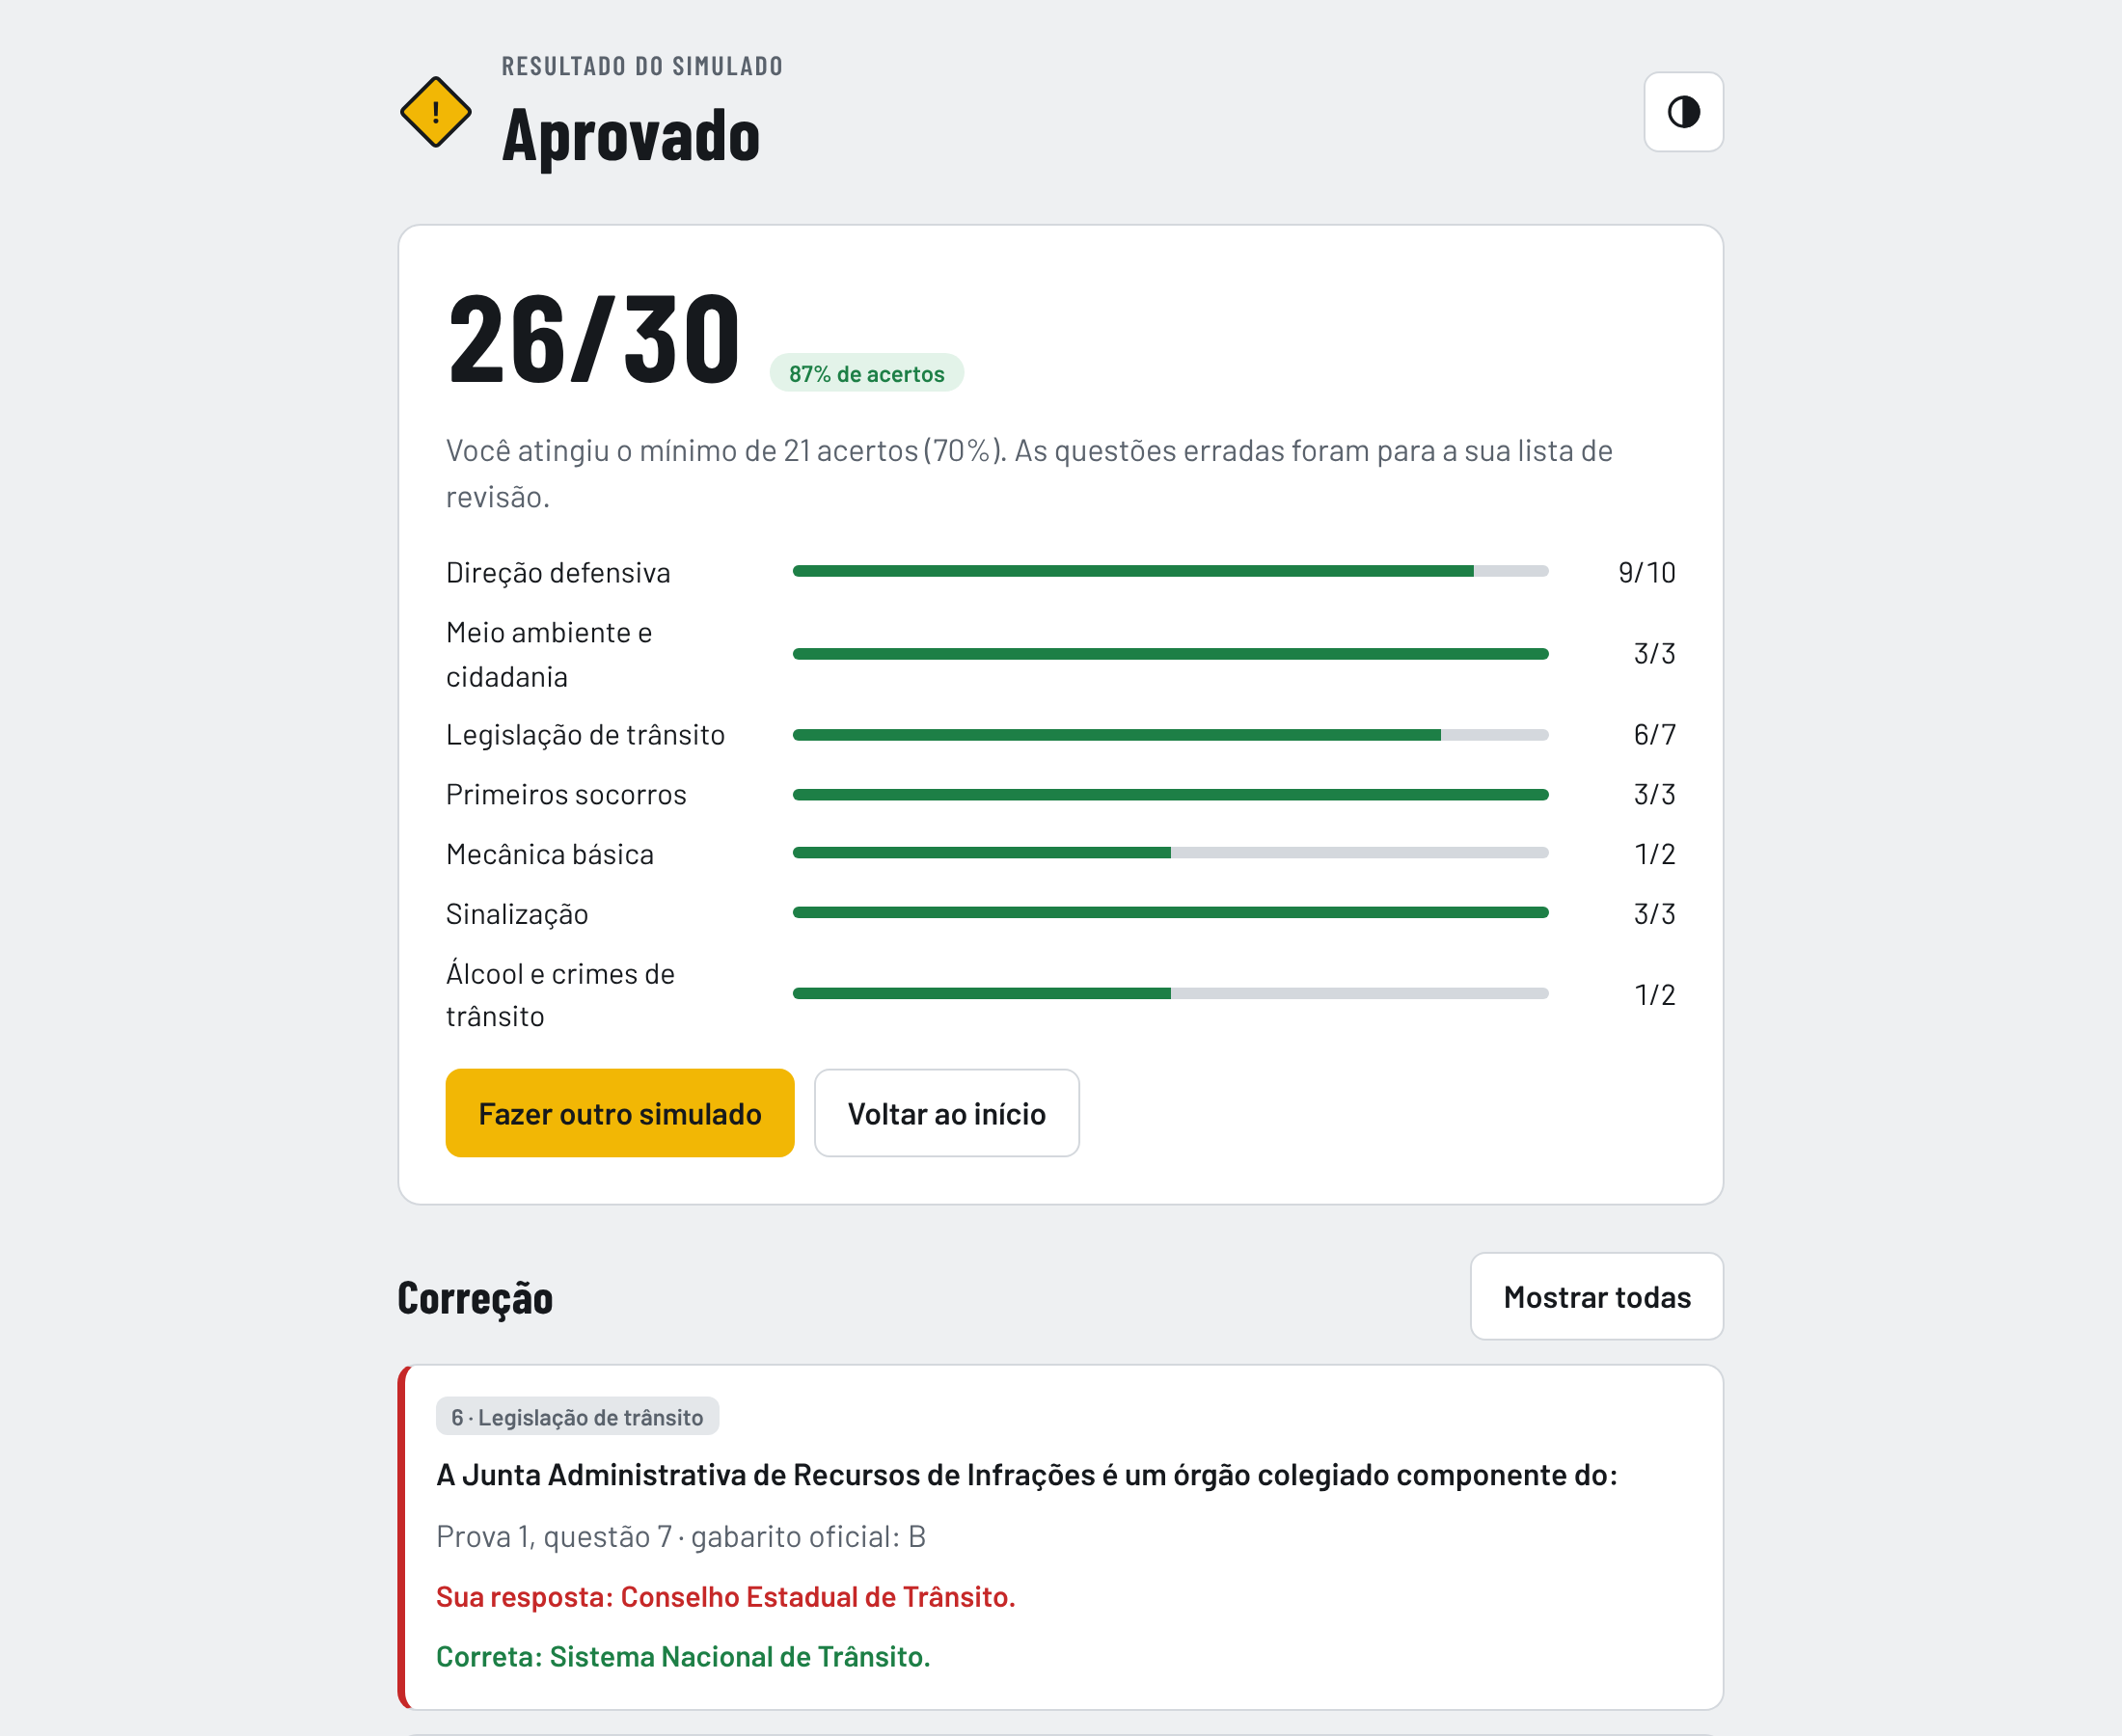 RESULTADO DO SIMULADO
!
Aprovado
26/30
87% de acertos
Você atingiu o mínimo de 21 acertos (70%). As questões erradas foram para a sua lista de
revisão.
Direção defensiva
9/10
Meio ambiente e
cidadania
3/3
Legislação de trânsito
6/7
Primeiros socorros
3/3
Mecânica básica
1/2
Sinalização
3/3
Álcool e crimes de
trânsito
1/2
Fazer outro simulado
Voltar ao início
Correção
Mostrar todas
6 · Legislação de trânsito
A Junta Administrativa de Recursos de Infrações é um órgão colegiado componente do:
Prova 1, questão 7 · gabarito oficial: B
Sua resposta: Conselho Estadual de Trânsito.
Correta: Sistema Nacional de Trânsito.